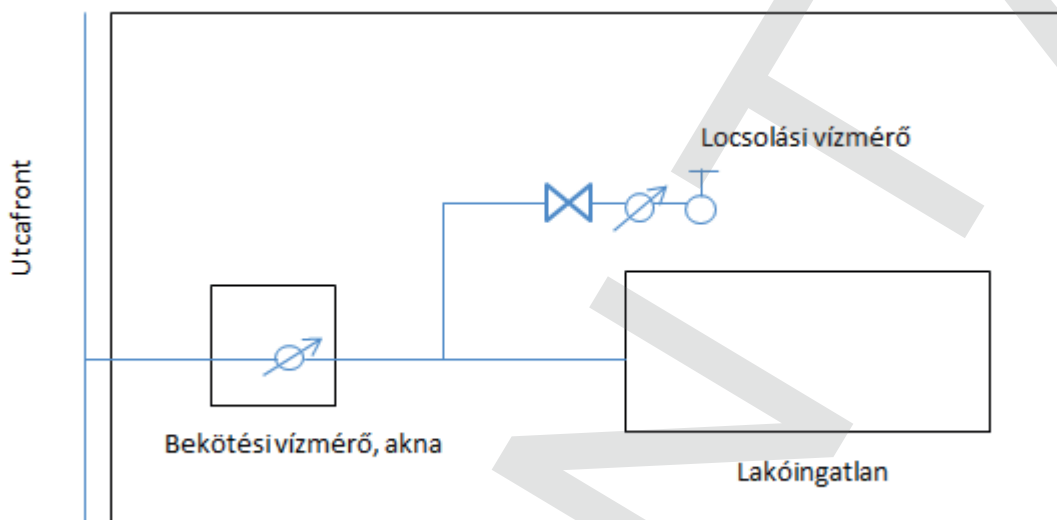 Utcafront
Locsolási vízmérő
Bekötési vízmérő, akna
Lakóingatlan